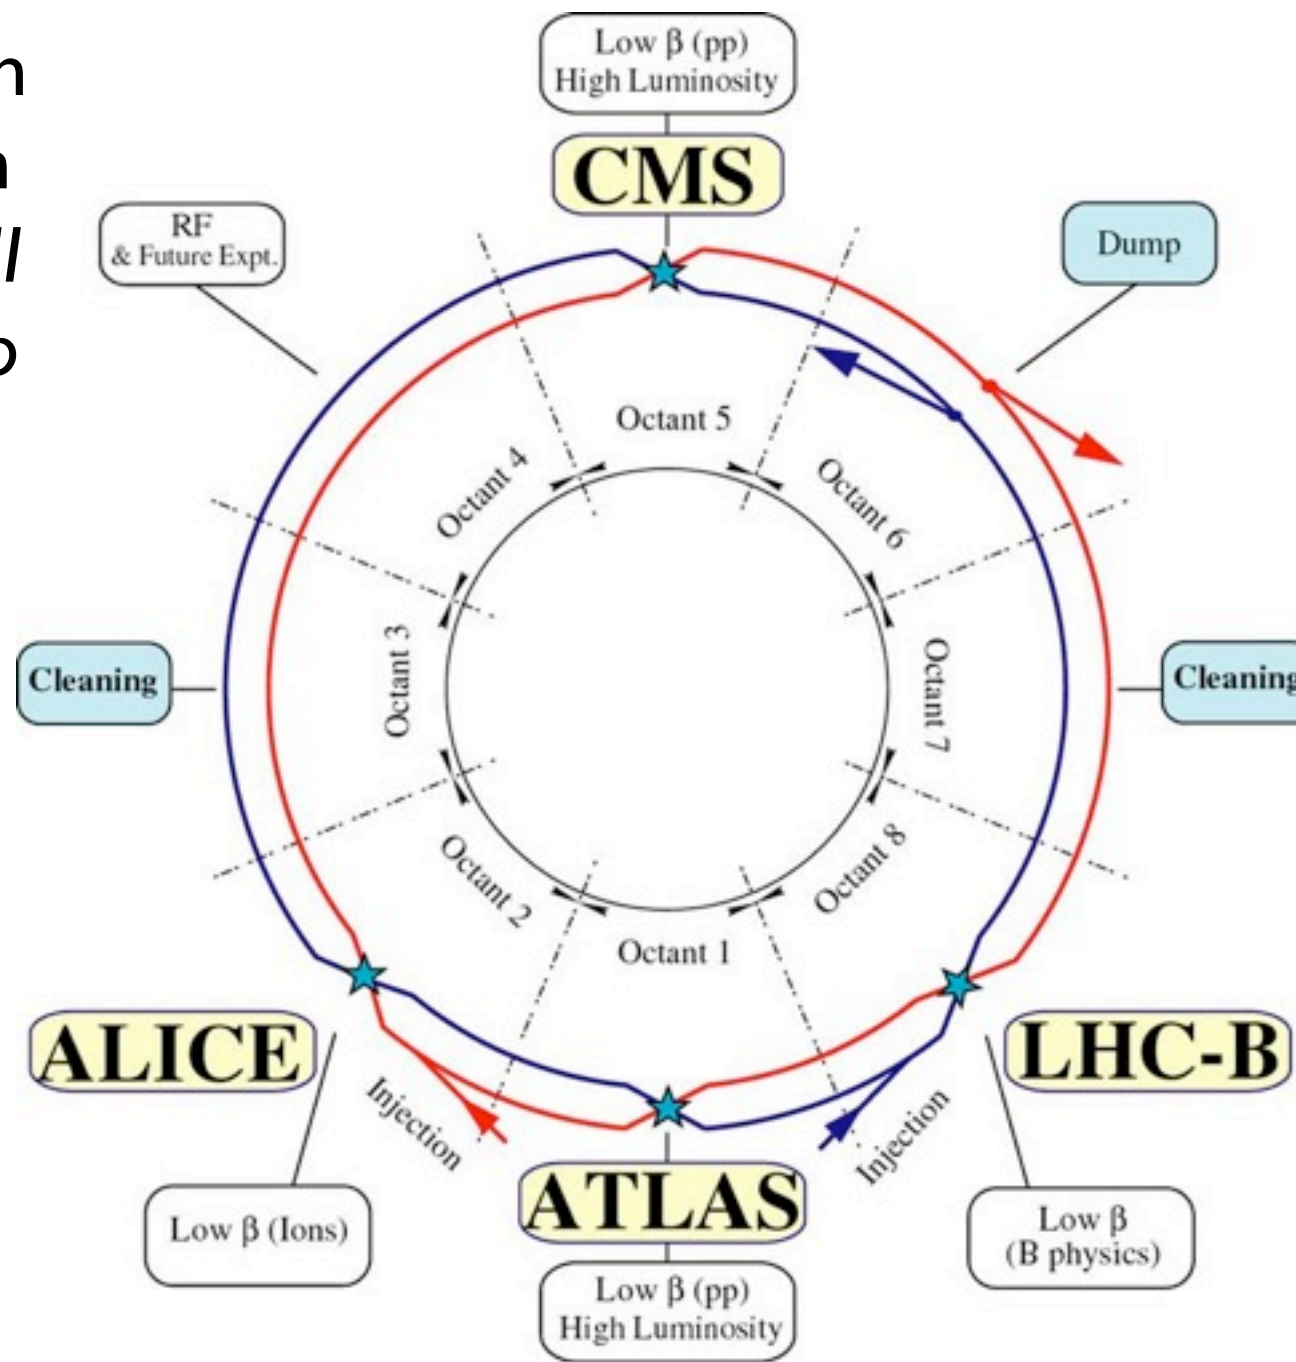 Low β (pp)
High Luminosity
CMS
RF
& Future Expt.
Dump
Octant 5
Octant 4
Octant 6
Cleaning
Octant 3
Octant 7
Cleaning
Octant 2
Octant 8
Octant 1
ALICE
LHC-B
Injection
Injection
ATLAS
Low β (Ions)
Low β
(B physics)
Low β (pp)
High Luminosity